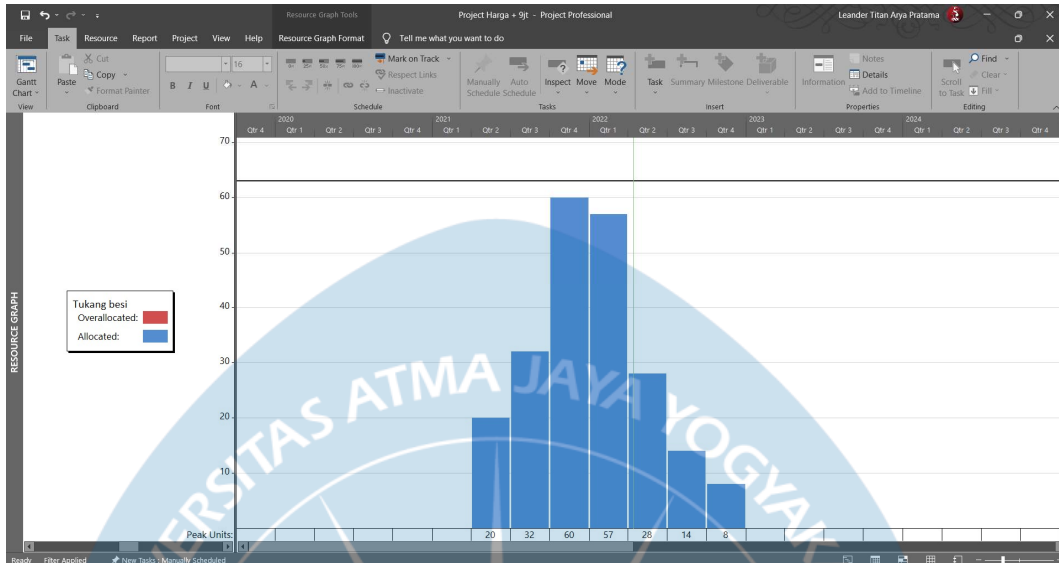 Resource Graph Tools
Project Harga + 9jt - Project Professional
Leander Titan Arya Pratama
File Task Resource Report Project View Help Resource Graph Format Tell me what you want to do
Gantt Chart
View
Paste
Cut
Copy
Format Painter
Clipboard
16
B I U A
Font
0% 25% 50% 75% 100%
Mark on Track
Respect Links
Inactivate
Schedule
Manually Schedule
Auto Schedule
Inspect Move Mode
Tasks
Task Summary Milestone Deliverable
Insert
Information
Notes
Details
Add to Timeline
Properties
Scroll to Task
Find
Clear
Fill
Editing
2020 2021 2022 2023 2024
Qtr 4 Qtr 1 Qtr 2 Qtr 3 Qtr 4 Qtr 1 Qtr 2 Qtr 3 Qtr 4 Qtr 1 Qtr 2 Qtr 3 Qtr 4 Qtr 1 Qtr 2 Qtr 3 Qtr 4 Qtr 1 Qtr 2 Qtr 3 Qtr 4
RESOURCE GRAPH
Tukang besi
Overallocated:
Allocated:
70
60
50
40
30
20
10
Peak Units: 20 32 60 57 28 14 8
ERSITAS ATMA JAYA YOGYAK
Ready Filter Applied New Tasks : Manually Scheduled